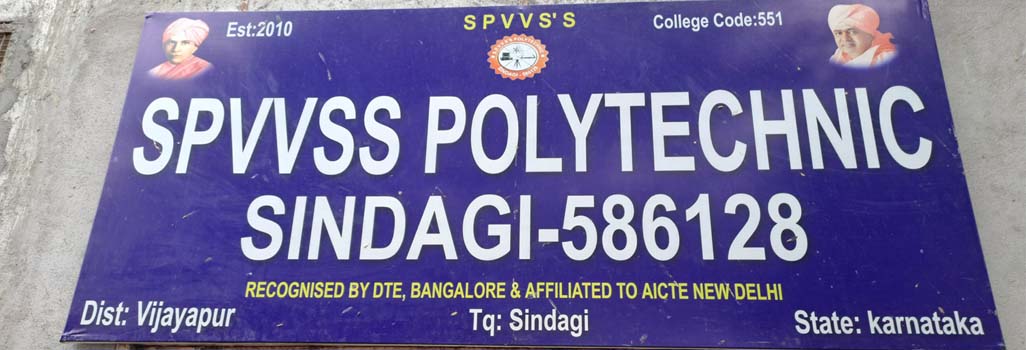 Est:2010
S P V V S'S
College Code:551
SPVVSS POLYTECHNIC
SINDAGI-586128
RECOGNISED BY DTE, BANGALORE & AFFILIATED TO AICTE NEW DELHI
Dist: Vijayapur
Tq: Sindagi
State: karnataka